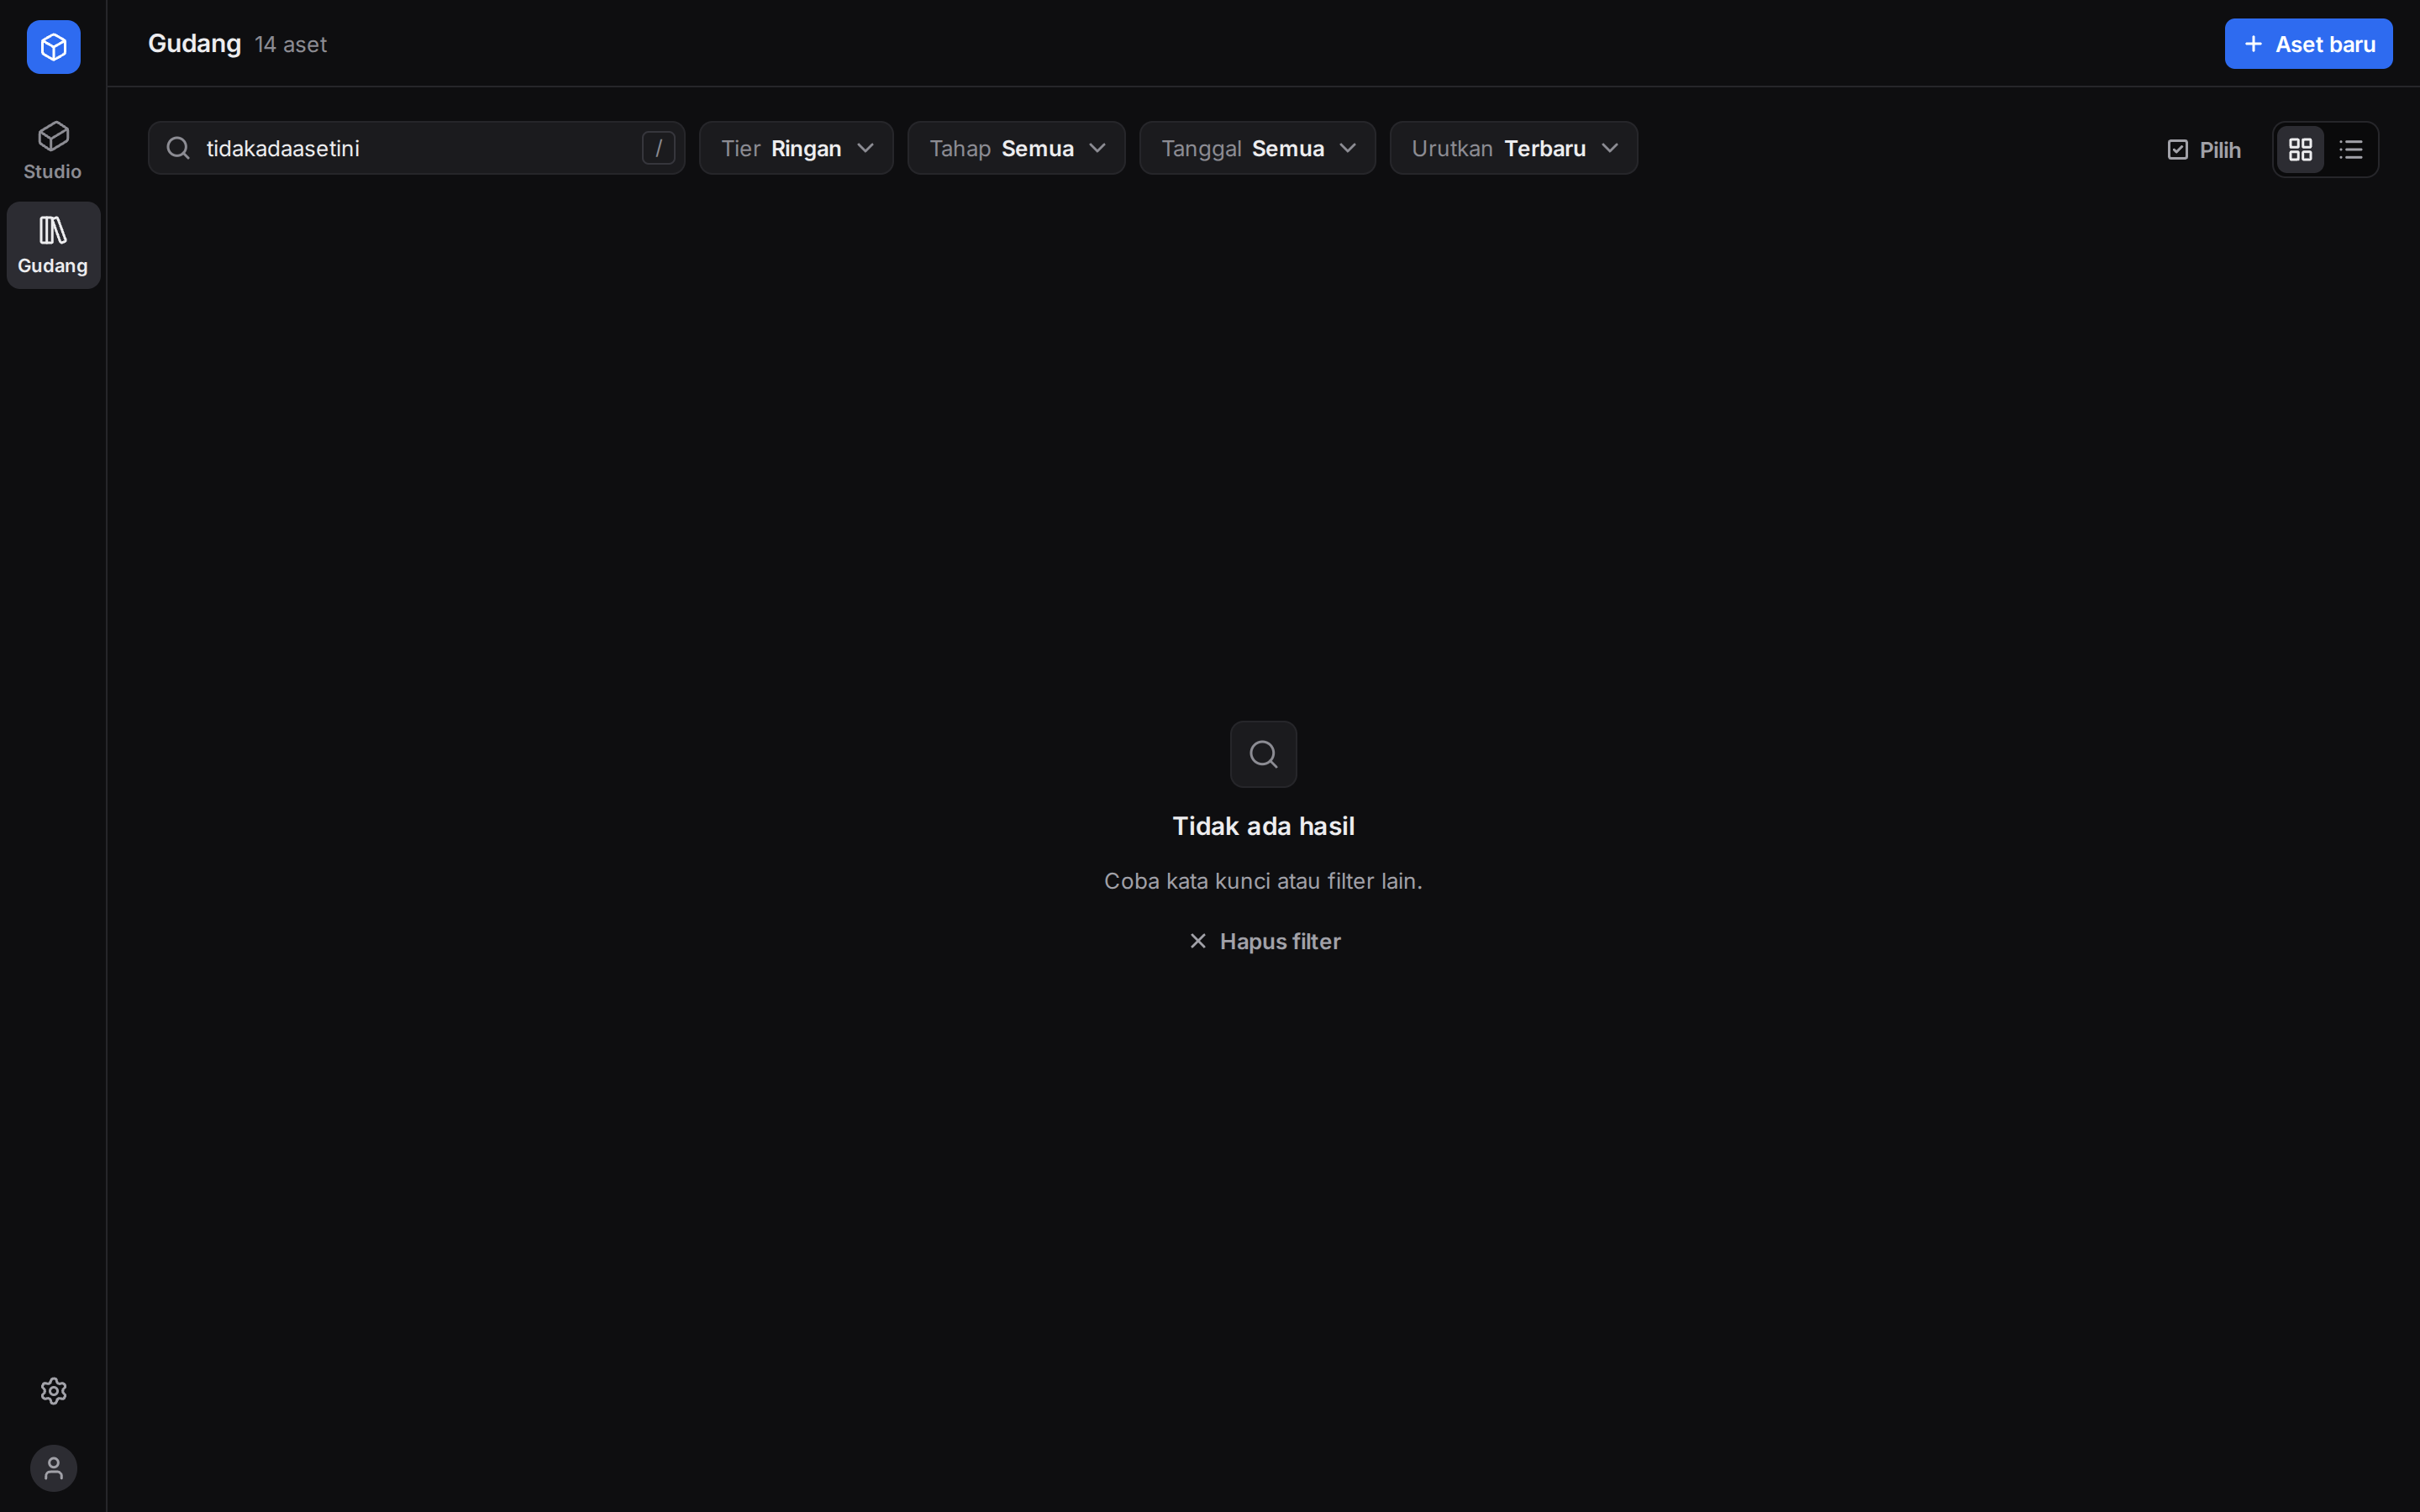 Gudang 14 aset
Aset baru
Studio
Gudang
tidakadaasetini /
Tier Ringan
Tahap Semua
Tanggal Semua
Urutkan Terbaru
Pilih
Tidak ada hasil
Coba kata kunci atau filter lain.
Hapus filter